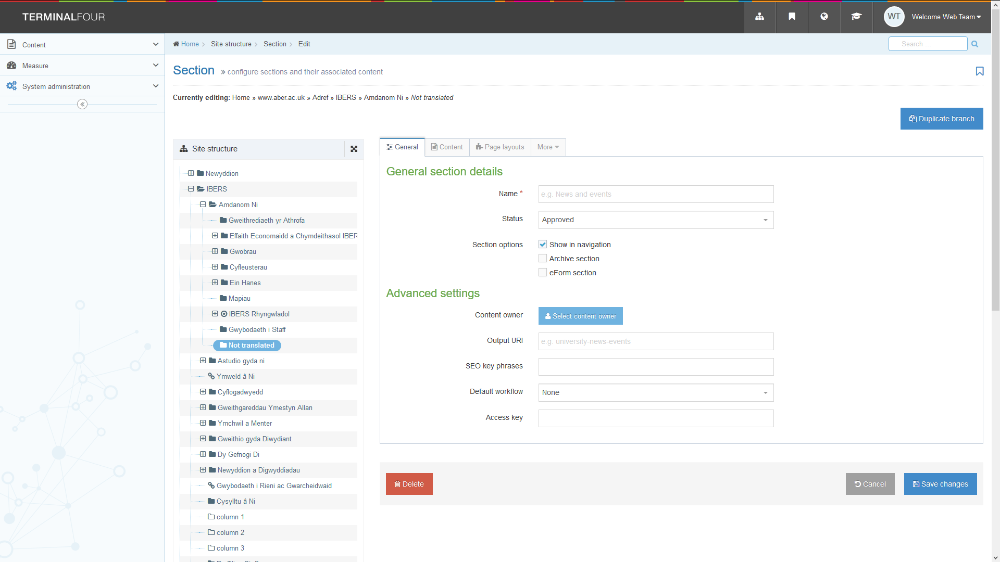 TERMINALFOUR
WT
Welcome Web Team
Content
Measure
System administration
Home
Site structure
Section
Edit
Search ...
Section » configure sections and their associated content
Currently editing: Home » www.aber.ac.uk » Adref » IBERS » Amdanom Ni » Not translated
Duplicate branch
Site structure
Newyddion
IBERS
Amdanom Ni
Gweithrediaeth yr Athrofa
Effaith Economaidd a Chymdeithasol IBER
Gwobrau
Cyfleusterau
Ein Hanes
Mapiau
IBERS Rhyngwladol
Gwybodaeth i Staff
Not translated
Astudio gyda ni
Ymweld â Ni
Cyflogadwyedd
Gweithgareddau Ymestyn Allan
Ymchwil a Menter
Gweithio gyda Diwydiant
Dy Gefnogi Di
Newyddion a Digwyddiadau
Gwybodaeth i Rieni ac Gwarcheidwaid
Cysylltu â Ni
column 1
column 2
column 3
General
Content
Page layouts
More
General section details
Name *
e.g. News and events
Status
Approved
Section options
Show in navigation
Archive section
eForm section
Advanced settings
Content owner
Select content owner
Output URI
e.g. university-news-events
SEO key phrases
Default workflow
None
Access key
Delete
Cancel
Save changes